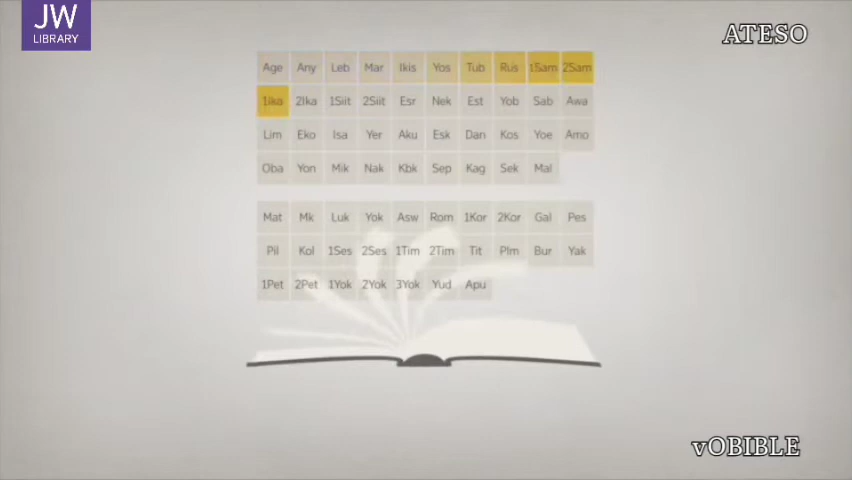 JW
LIBRARY
ATESO
Age Any Leb Mar Ikis Yos Tub Rus 1Sam 2Sam
1Ika 2Ika 1Siit 2Siit Esr Nek Est Yob Sab Awa
Lim Eko Isa Yer Aku Esk Dan Kos Yoe Amo
Oba Yon Mik Nak Kbk Sep Kag Sek Mal
Mat Mk Luk Yok Asw Rom 1Kor 2Kor Gal Pes
Pil Kol 1Ses 2Ses 1Tim 2Tim Tit Plm Bur Yak
1Pet 2Pet 1Yok 2Yok 3Yok Yud Apu
vOBIBLE